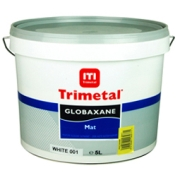 Trimetal
GLOBAXANE
Mat
WHITE 001
5L